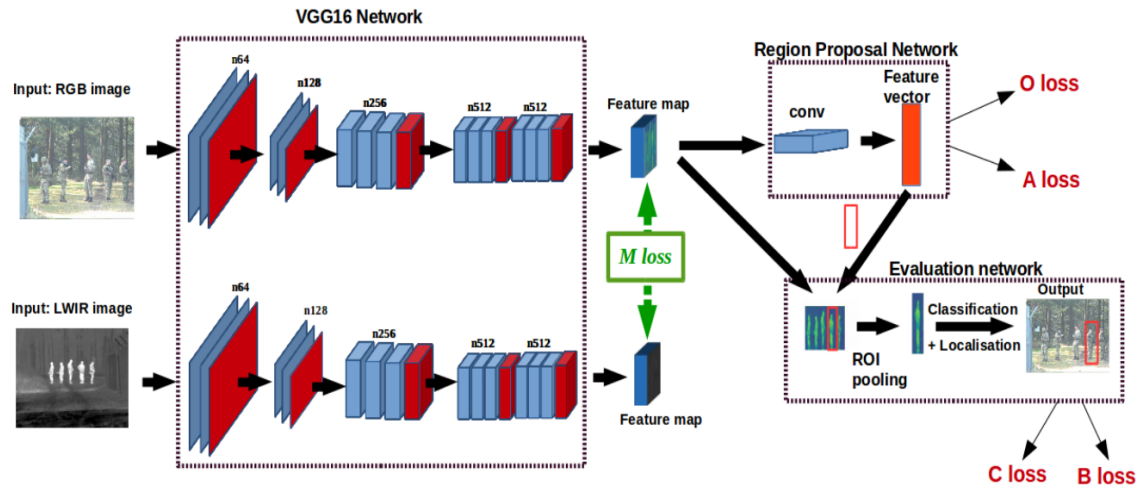 VGG16 Network
Input: RGB image
n64
n128
n256
n512
n512
Feature map
Region Proposal Network
conv
Feature
vector
O loss
A loss
M loss
Input: LWIR image
n64
n128
n256
n512
n512
Feature map
Evaluation network
ROI
pooling
Classification
+ Localisation
Output
C loss
B loss